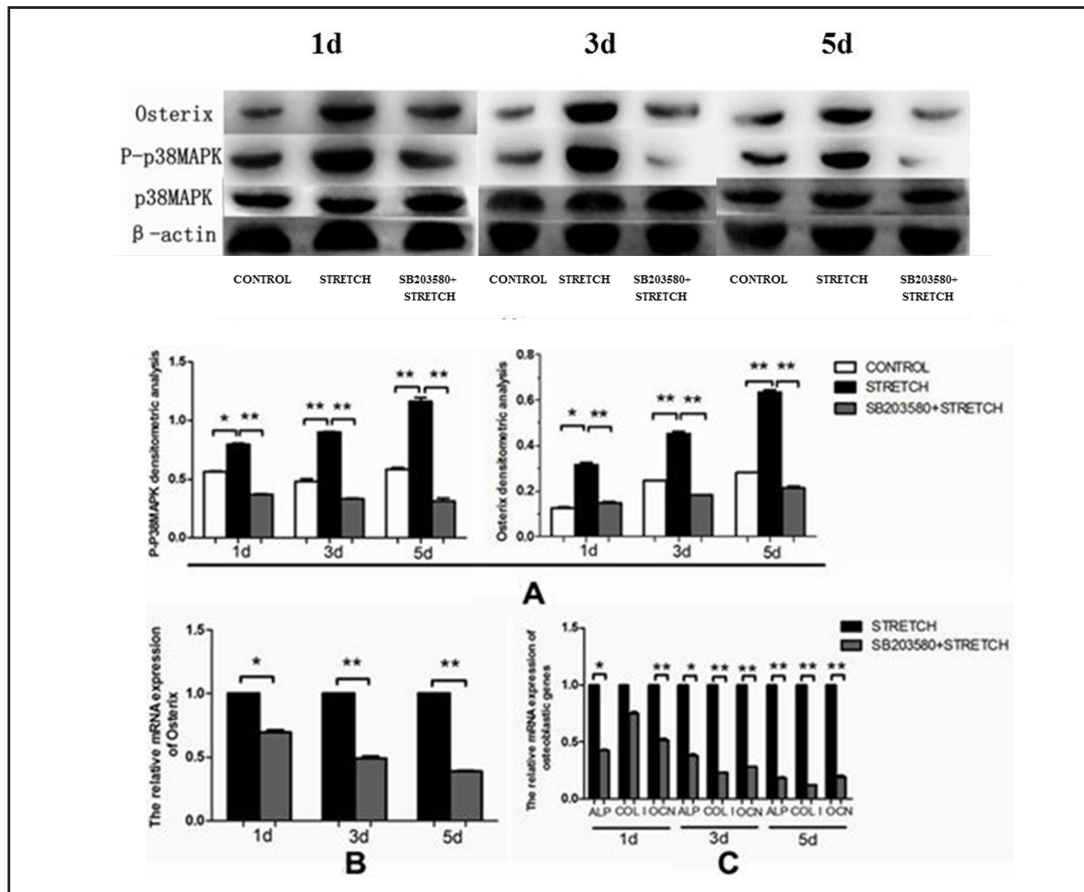 1d 3d 5d
Osterix
P-p38MAPK
p38MAPK
β-actin
CONTROL STRETCH SB203580+ STRETCH CONTROL STRETCH SB203580+ STRETCH CONTROL STRETCH SB203580+ STRETCH
P-P38MAPK densitometric analysis
1.5
1.0
0.5
0.0
* ** ** ** ** **
1d 3d 5d
Osterix densitometric analysis
0.8
0.6
0.4
0.2
0.0
* ** ** ** ** **
1d 3d 5d
CONTROL
STRETCH
SB203580+STRETCH
A
The relative mRNA expression
of Osterix
1.5
1.0
0.5
0.0
* ** **
1d 3d 5d
B
The relative mRNA expression of
osteoblastic genes
1.5
1.0
0.5
0.0
* ** * ** ** ** ** **
ALP COL I OCN ALP COL I OCN ALP COL I OCN
1d 3d 5d
STRETCH
SB203580+STRETCH
C